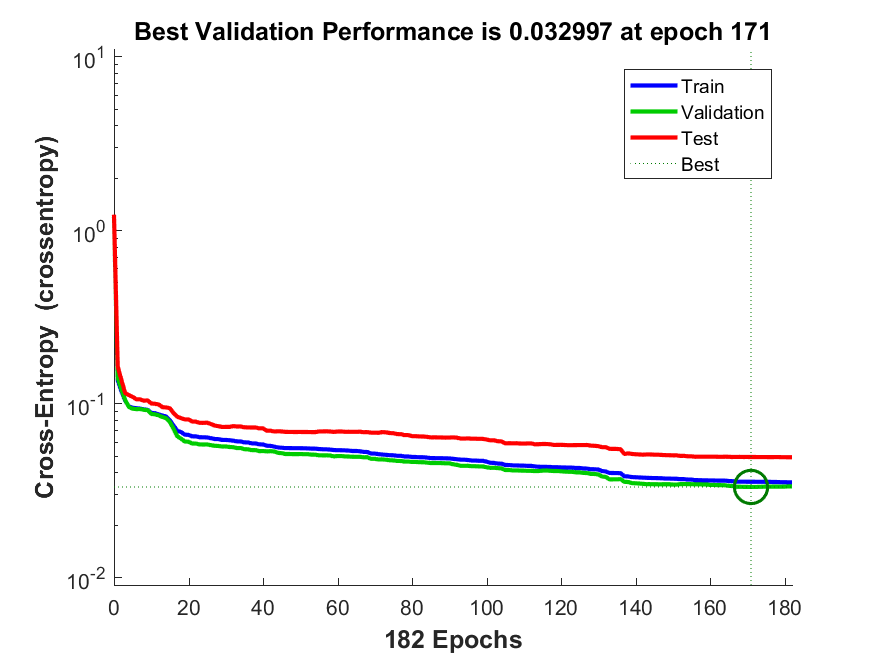 Best Validation Performance is 0.032997 at epoch 171
Cross-Entropy (crossentropy)
10^1
10^0
10^-1
10^-2
Train
Validation
Test
Best
0 20 40 60 80 100 120 140 160 180
182 Epochs